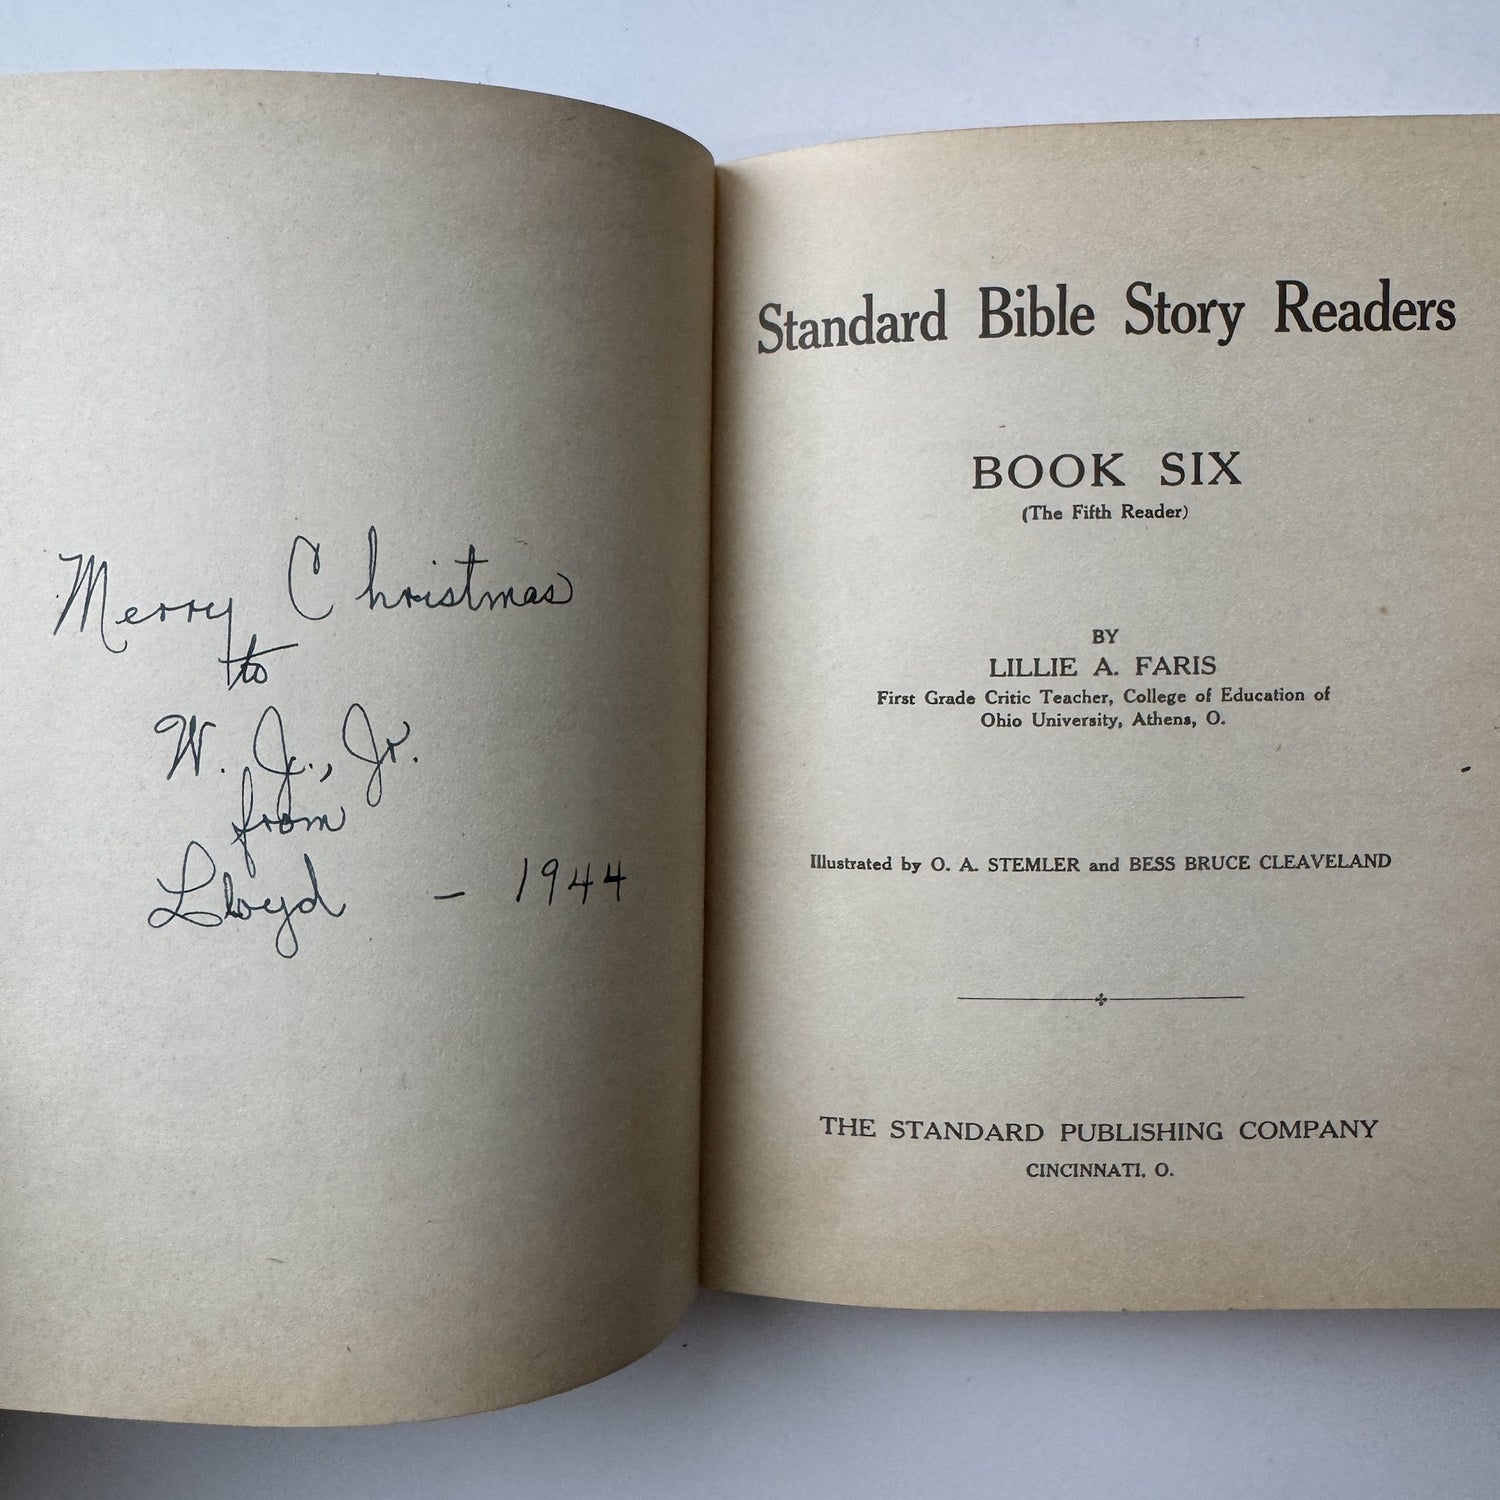 Merry Christmas
to
W. J., Jr.
from
Lloyd - 1944
Standard Bible Story Readers
BOOK SIX
(The Fifth Reader)
BY
LILLIE A. FARIS
First Grade Critic Teacher, College of Education of
Ohio University, Athens, O.
Illustrated by O. A. STEMLER and BESS BRUCE CLEAVELAND
THE STANDARD PUBLISHING COMPANY
CINCINNATI, O.